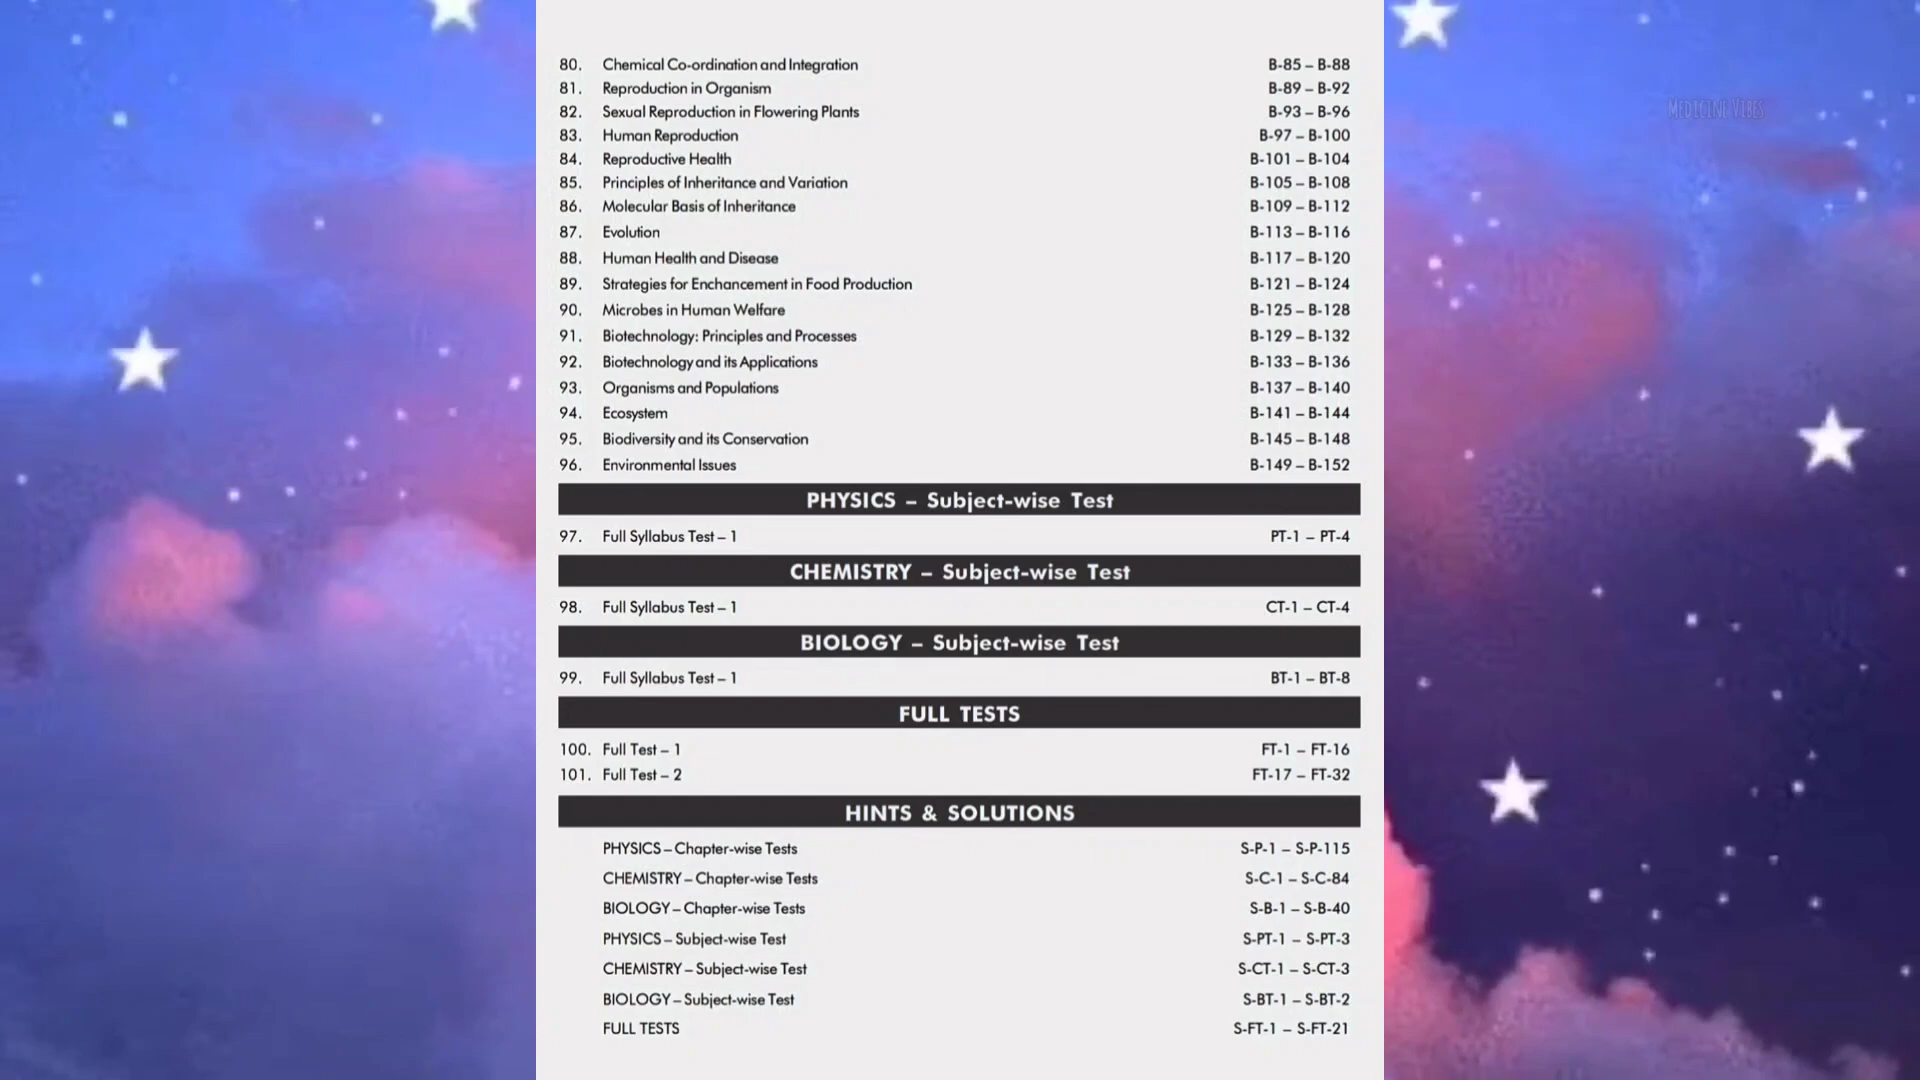 80. Chemical Co-ordination and Integration B-85 – B-88
81. Reproduction in Organism B-89 – B-92
82. Sexual Reproduction in Flowering Plants B-93 – B-96
83. Human Reproduction B-97 – B-100
84. Reproductive Health B-101 – B-104
85. Principles of Inheritance and Variation B-105 – B-108
86. Molecular Basis of Inheritance B-109 – B-112
87. Evolution B-113 – B-116
88. Human Health and Disease B-117 – B-120
89. Strategies for Enchancement in Food Production B-121 – B-124
90. Microbes in Human Welfare B-125 – B-128
91. Biotechnology: Principles and Processes B-129 – B-132
92. Biotechnology and its Applications B-133 – B-136
93. Organisms and Populations B-137 – B-140
94. Ecosystem B-141 – B-144
95. Biodiversity and its Conservation B-145 – B-148
96. Environmental Issues B-149 – B-152
PHYSICS – Subject-wise Test
97. Full Syllabus Test – 1 PT-1 – PT-4
CHEMISTRY – Subject-wise Test
98. Full Syllabus Test – 1 CT-1 – CT-4
BIOLOGY – Subject-wise Test
99. Full Syllabus Test – 1 BT-1 – BT-8
FULL TESTS
100. Full Test – 1 FT-1 – FT-16
101. Full Test – 2 FT-17 – FT-32
HINTS & SOLUTIONS
PHYSICS – Chapter-wise Tests S-P-1 – S-P-115
CHEMISTRY – Chapter-wise Tests S-C-1 – S-C-84
BIOLOGY – Chapter-wise Tests S-B-1 – S-B-40
PHYSICS – Subject-wise Test S-PT-1 – S-PT-3
CHEMISTRY – Subject-wise Test S-CT-1 – S-CT-3
BIOLOGY – Subject-wise Test S-BT-1 – S-BT-2
FULL TESTS S-FT-1 – S-FT-21
MEDICINE VIBES